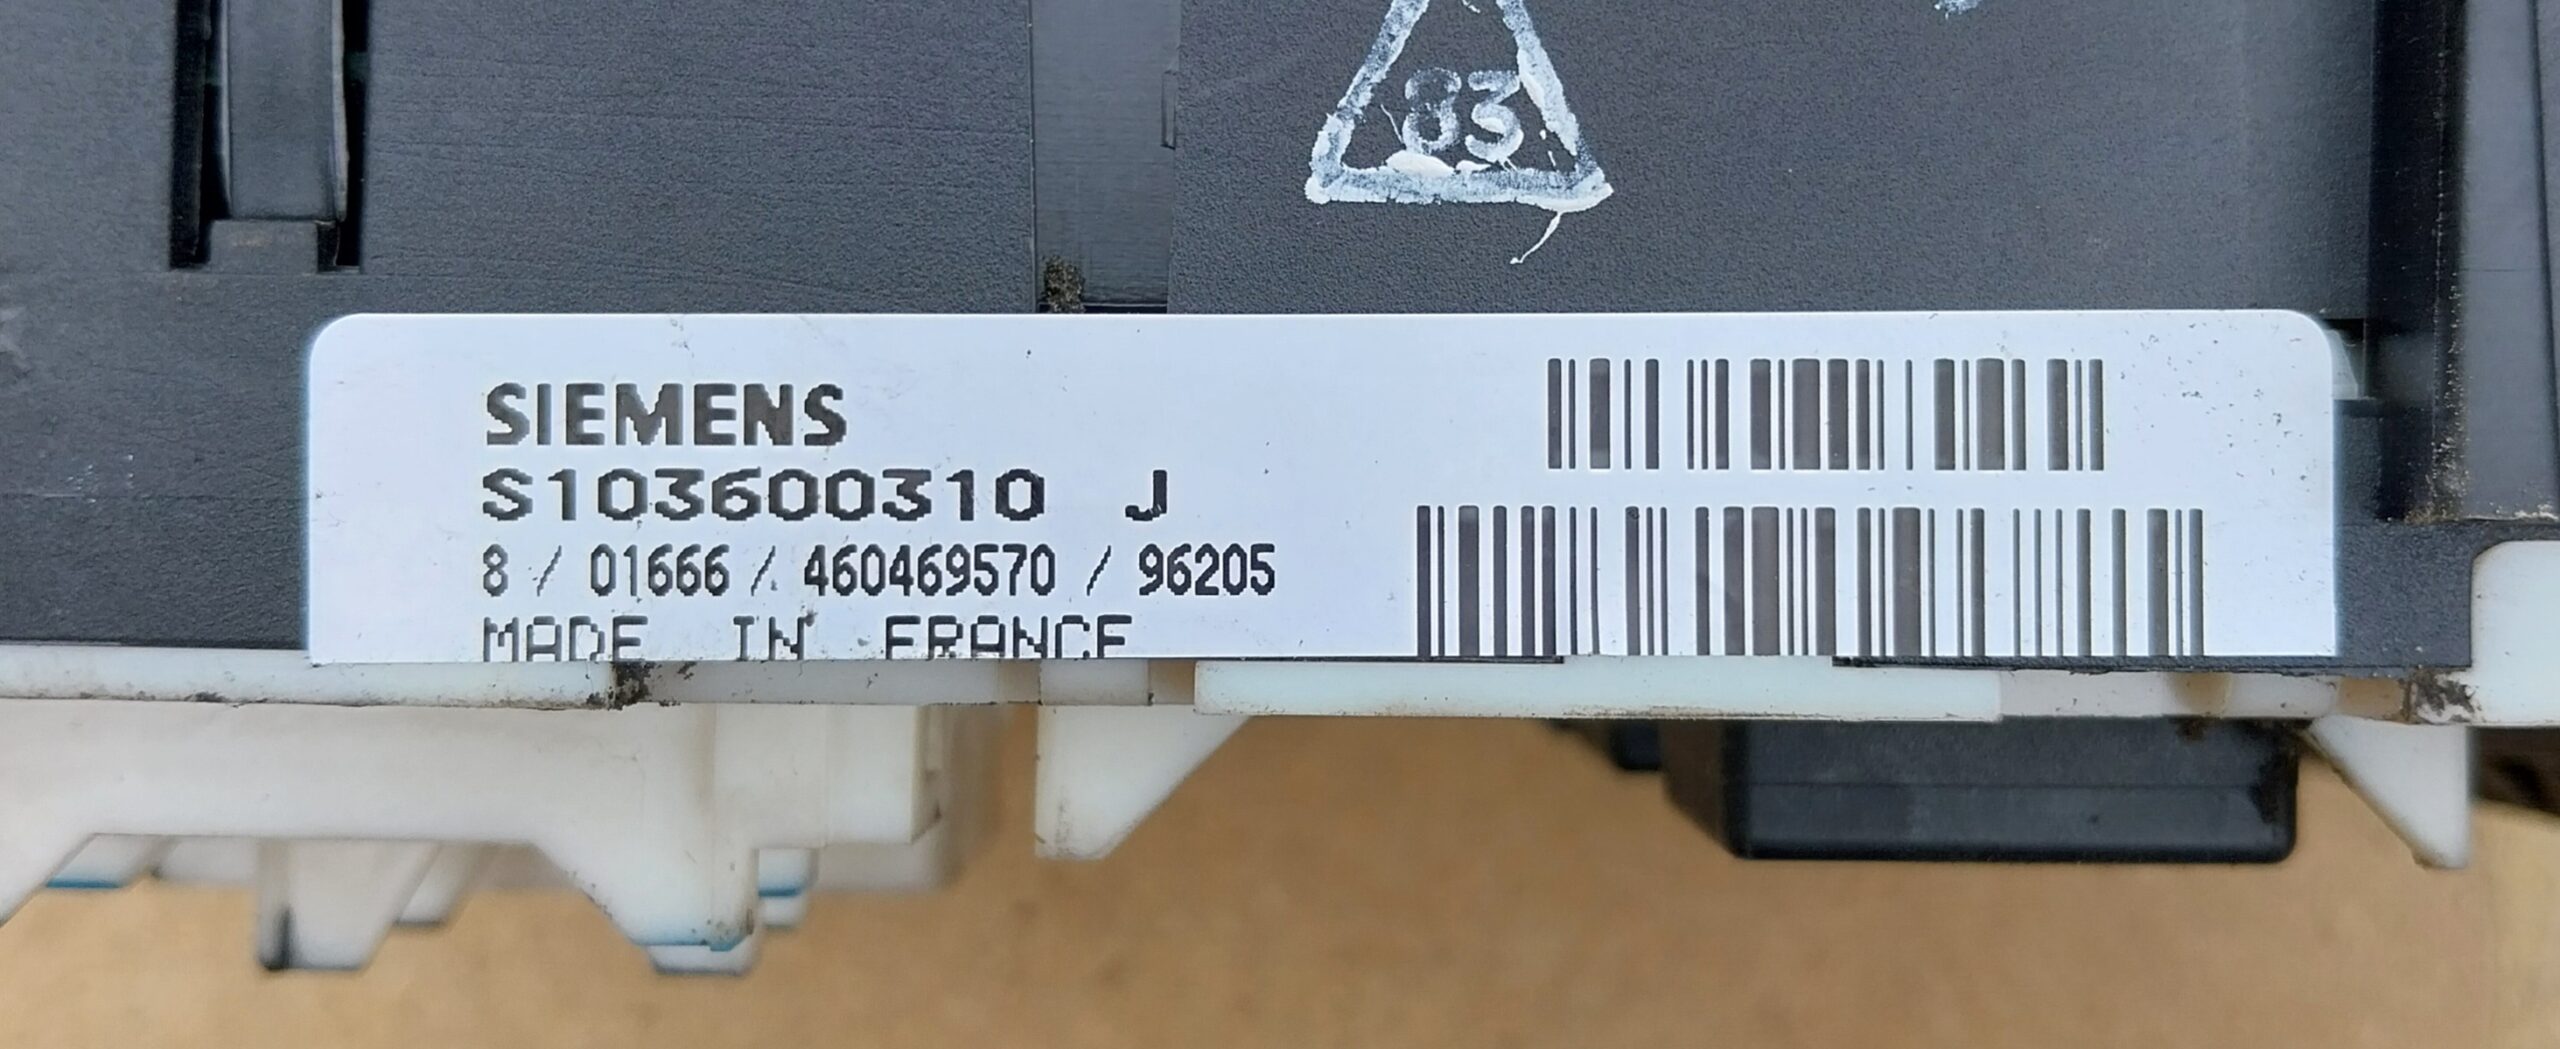 83
SIEMENS
S103600310 J
8 / 01666 / 460469570 / 96205
MADE IN FRANCE